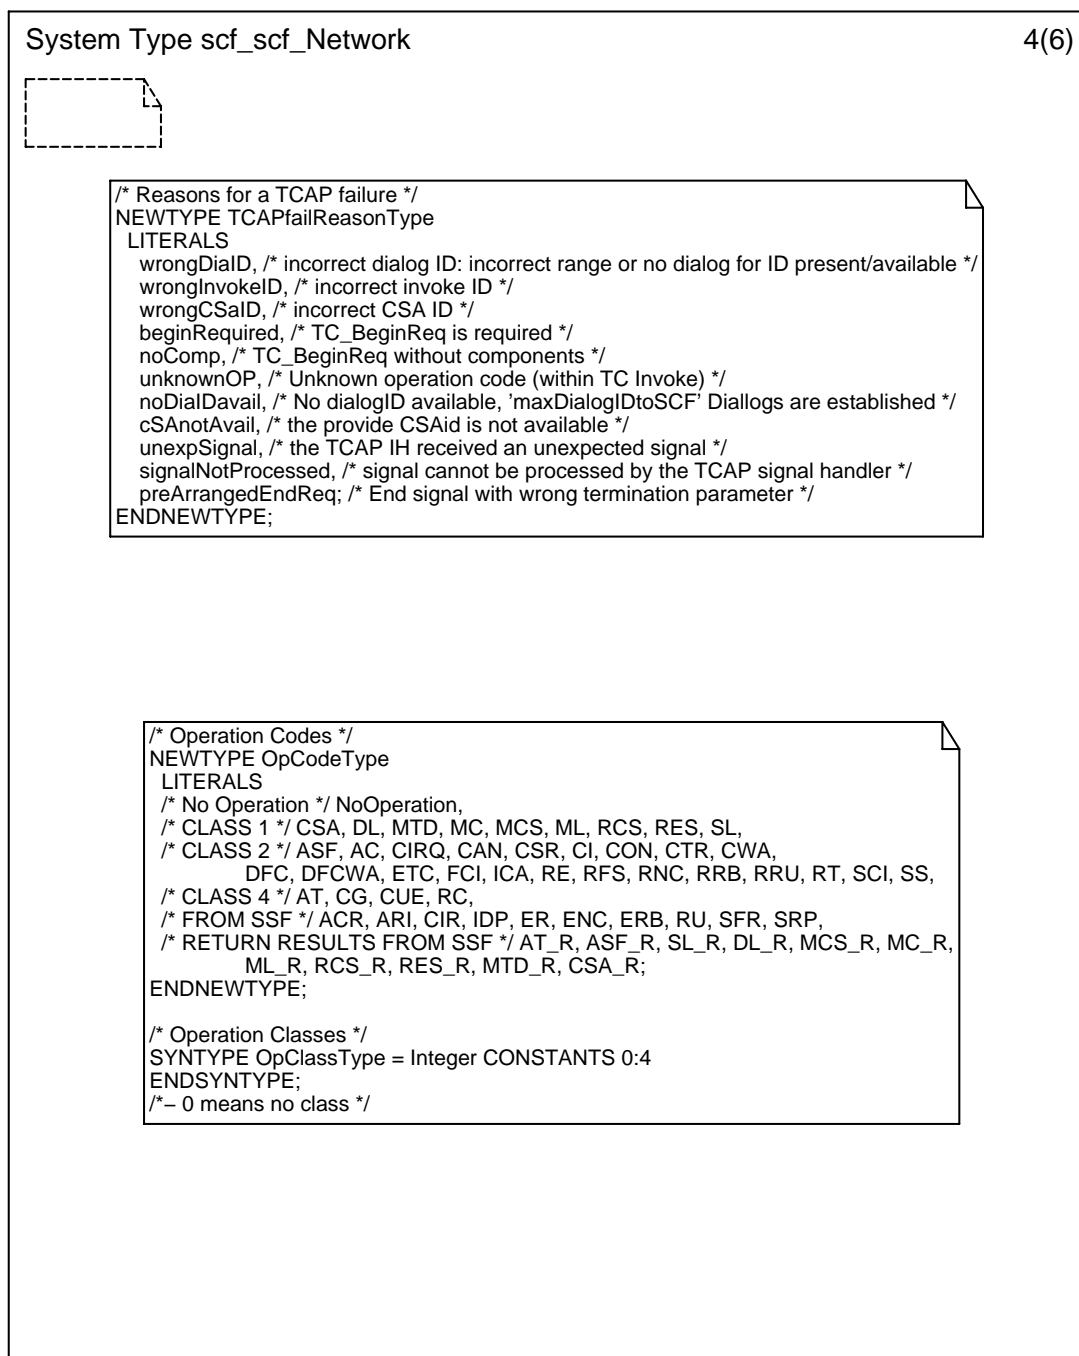 System Type scf_scf_Network 4(6)
/* Reasons for a TCAP failure */
NEWTYPE TCAPfailReasonType
LITERALS
wrongDiaID, /* incorrect dialog ID: incorrect range or no dialog for ID present/available */
wrongInvokeID, /* incorrect invoke ID */
wrongCSaID, /* incorrect CSA ID */
beginRequired, /* TC_BeginReq is required */
noComp, /* TC_BeginReq without components */
unknownOP, /* Unknown operation code (within TC Invoke) */
noDiaIDavail, /* No dialogID available, 'maxDialogIDtoSCF' Diallogs are established */
cSAnotAvail, /* the provide CSAid is not available */
unexpSignal, /* the TCAP IH received an unexpected signal */
signalNotProcessed, /* signal cannot be processed by the TCAP signal handler */
preArrangedEndReq; /* End signal with wrong termination parameter */
ENDNEWTYPE;
/* Operation Codes */
NEWTYPE OpCodeType
LITERALS
/* No Operation */ NoOperation,
/* CLASS 1 */ CSA, DL, MTD, MC, MCS, ML, RCS, RES, SL,
/* CLASS 2 */ ASF, AC, CIRQ, CAN, CSR, CI, CON, CTR, CWA,
DFC, DFCWA, ETC, FCI, ICA, RE, RFS, RNC, RRB, RRU, RT, SCI, SS,
/* CLASS 4 */ AT, CG, CUE, RC,
/* FROM SSF */ ACR, ARI, CIR, IDP, ER, ENC, ERB, RU, SFR, SRP,
/* RETURN RESULTS FROM SSF */ AT_R, ASF_R, SL_R, DL_R, MCS_R, MC_R,
ML_R, RCS_R, RES_R, MTD_R, CSA_R;
ENDNEWTYPE;
/* Operation Classes */
SYNTYPE OpClassType = Integer CONSTANTS 0:4
ENDSYNTYPE;
/*– 0 means no class */